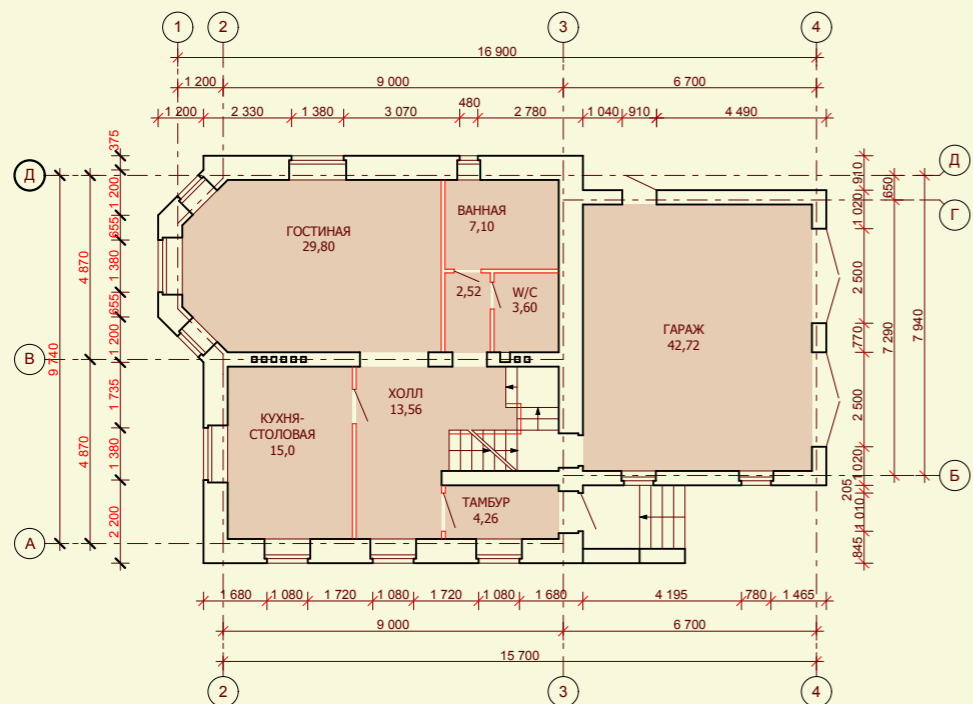 1 2 3 4
16 900
1 200 9 000 6 700
480
1 200 2 330 1 380 3 070 2 780 1 040 910 4 490
375
Д
1 200
655
1 380
655
1 200
1 735
1 380
2 200
4 870
4 870
9 740
В
А
ГОСТИНАЯ
29,80
ВАННАЯ
7,10
2,52
W/C
3,60
ГАРАЖ
42,72
ХОЛЛ
13,56
КУХНЯ-
СТОЛОВАЯ
15,0
ТАМБУР
4,26
Д
Г
Б
910
1 020
2 500
770
2 500
1 020
205
1 010
845
650
7 290
7 940
1 680 1 080 1 720 1 080 1 720 1 080 1 680 4 195 780 1 465
9 000 6 700
15 700
2 3 4